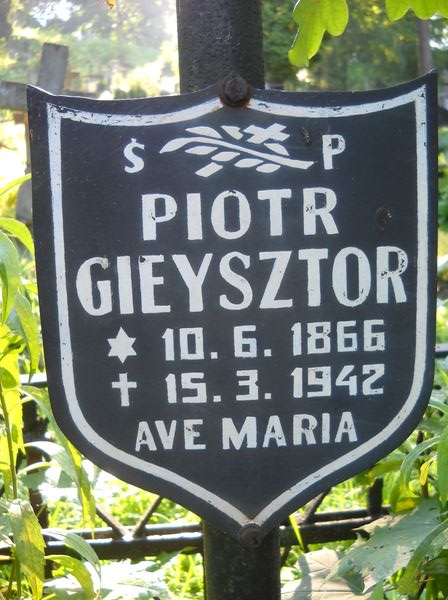 Ś P
PIOTR
GIEYSZTOR
10. 6. 1866
15. 3. 1942
AVE MARIA